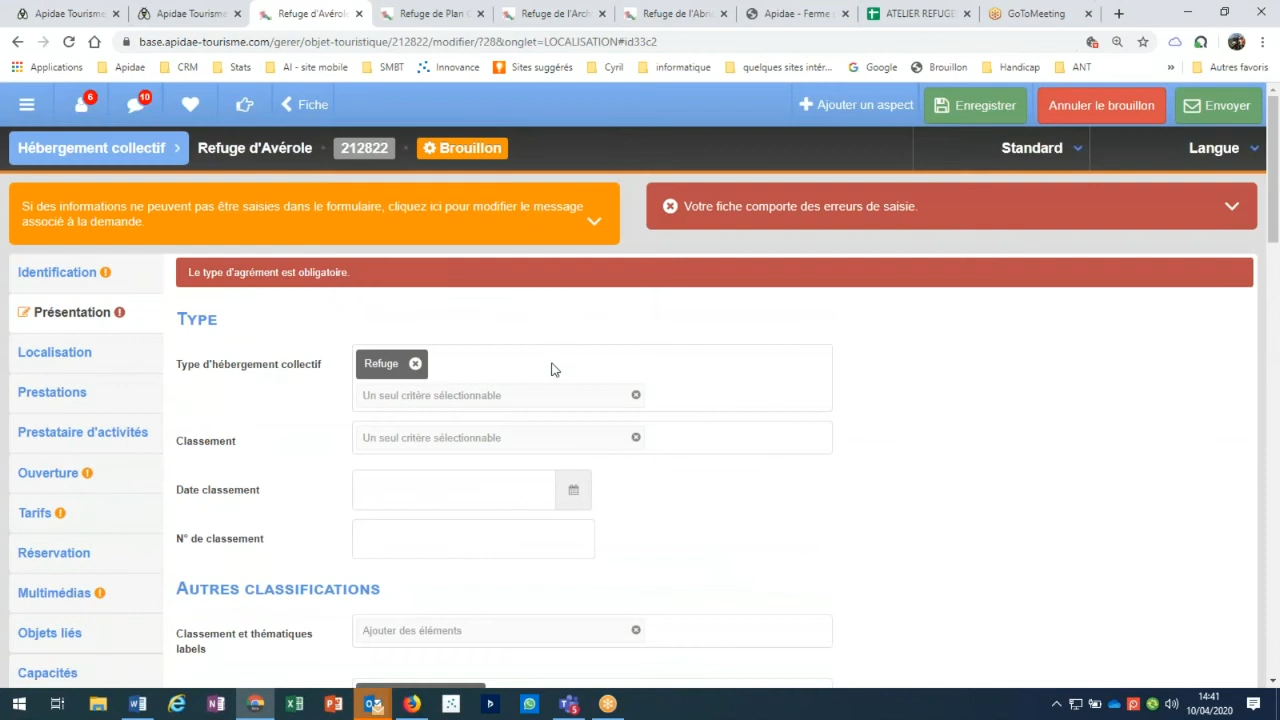 Apidae Tourisme
Apidae Tourisme
Refuge d'Avérole
Refuge de Plan
Refuge de l'Arc
Refuge de l'Abri
Apidae - Ferme
ATELIER REFUGE
GoToMeeting
base.apidae-tourisme.com/gerer/objet-touristique/212822/modifier/?28&onglet=LOCALISATION#id33c2
Applications
Apidae
CRM
Stats
AI - site mobile
SMBT
Innovance
Sites suggérés
Cyril
informatique
quelques sites intér...
Google
Brouillon
Handicap
ANT
»
Autres favoris
6
10
Fiche
Ajouter un aspect
Enregistrer
Annuler le brouillon
Envoyer
Hébergement collectif
Refuge d'Avérole
212822
Brouillon
Standard
Langue
Si des informations ne peuvent pas être saisies dans le formulaire, cliquez ici pour modifier le message
associé à la demande.
Votre fiche comporte des erreurs de saisie.
Identification
Présentation
Localisation
Prestations
Prestataire d'activités
Ouverture
Tarifs
Réservation
Multimédias
Objets liés
Capacités
Le type d'agrément est obligatoire.
TYPE
Type d'hébergement collectif
Refuge
Un seul critère sélectionnable
Classement
Un seul critère sélectionnable
Date classement
N° de classement
AUTRES CLASSIFICATIONS
Classement et thématiques
labels
Ajouter des éléments
14:41
10/04/2020